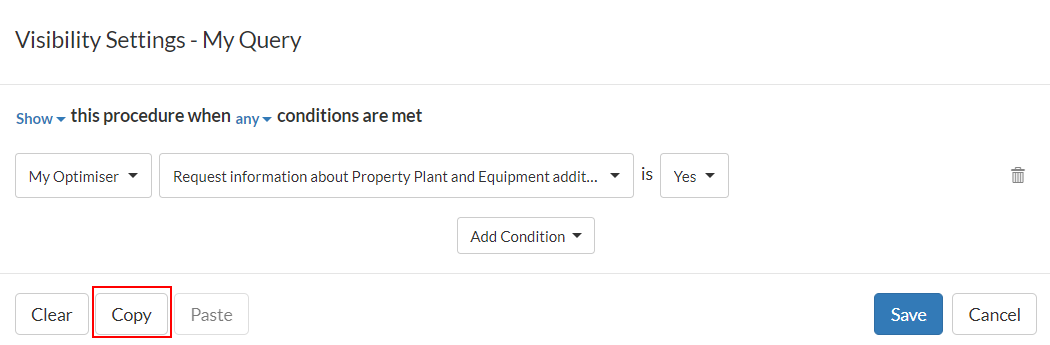 Visibility Settings - My Query
Show this procedure when any conditions are met
My Optimiser Request information about Property Plant and Equipment addit... is Yes
Add Condition
Clear Copy Paste Save Cancel